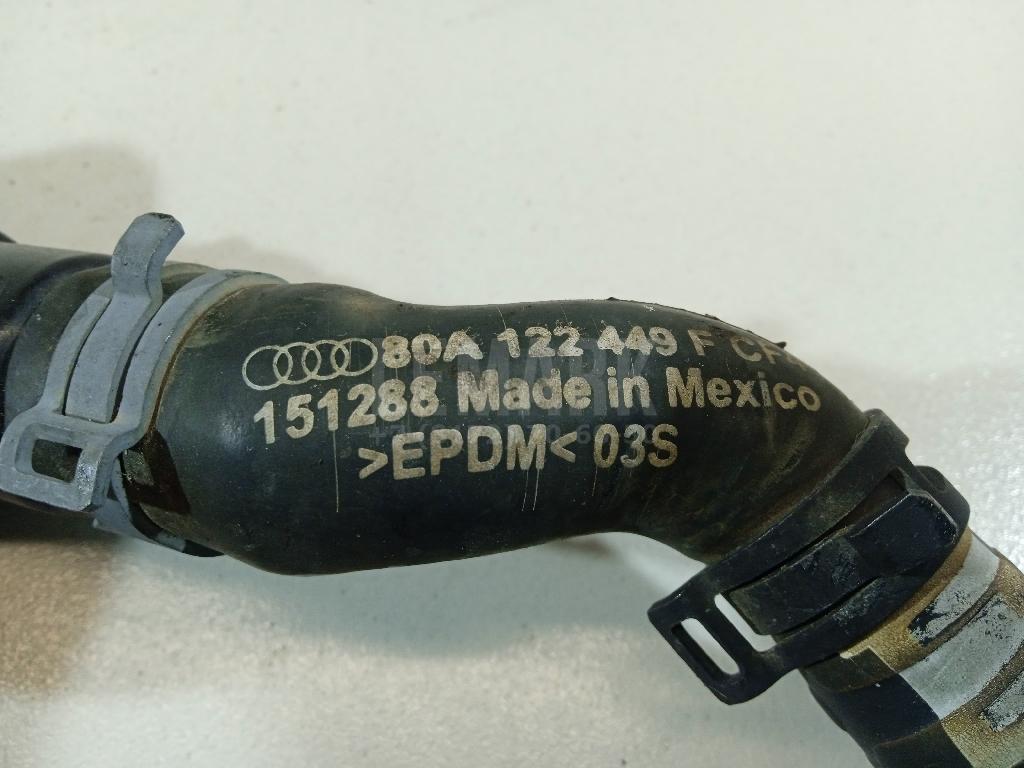 80A 122 449 F
151288 Made in Mexico
>EPDM< 03S